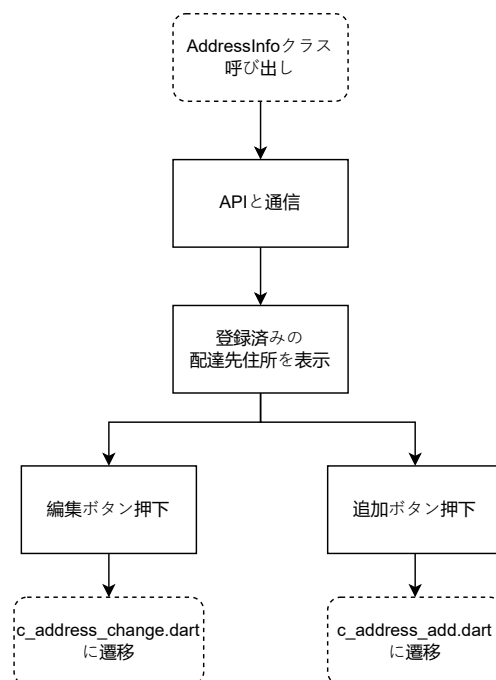 AddressInfoクラス
呼び出し
APIと通信
登録済みの
配達先住所を表示
編集ボタン押下
追加ボタン押下
c_address_change.dart
に遷移
c_address_add.dart
に遷移